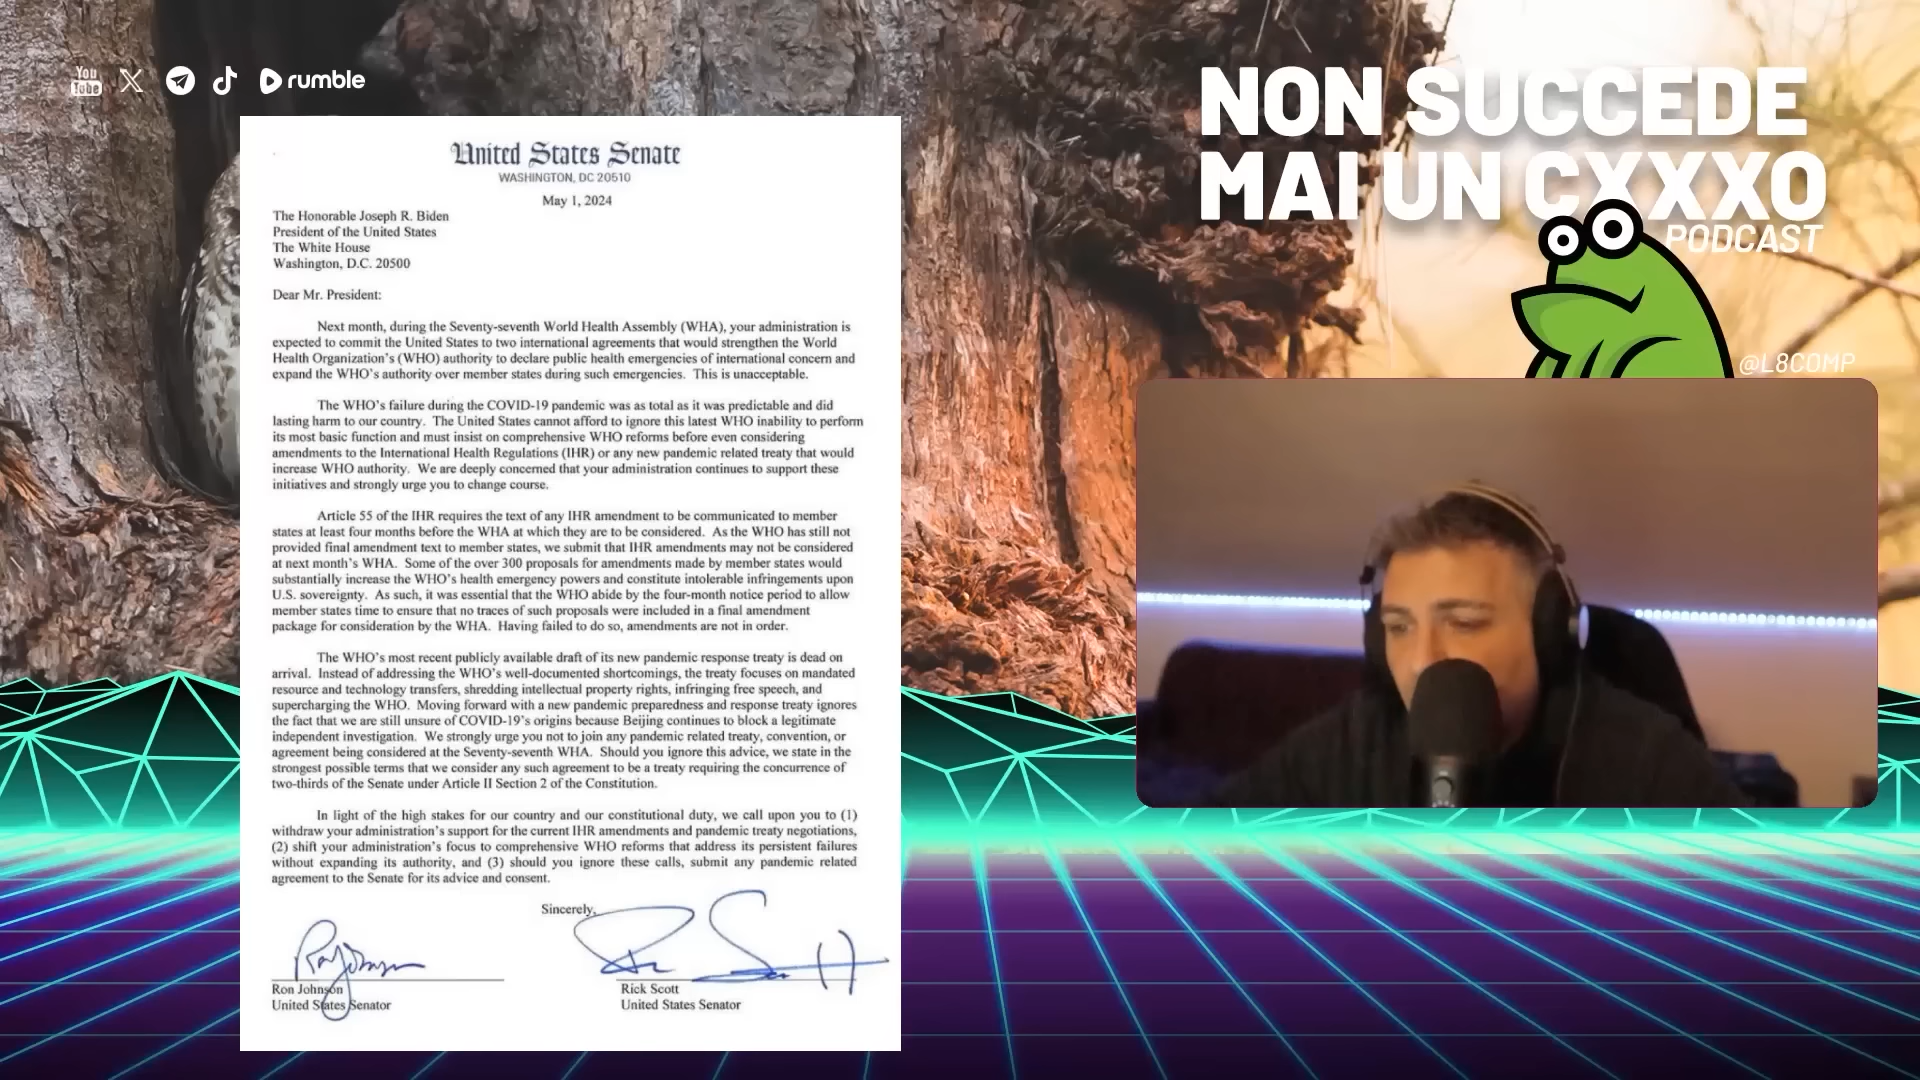 You
Tube
rumble
NON SUCCEDE
MAI UN CXXXO
PODCAST
@L8COMP
United States Senate
WASHINGTON, DC 20510
May 1, 2024
The Honorable Joseph R. Biden
President of the United States
The White House
Washington, D.C. 20500
Dear Mr. President:
Next month, during the Seventy-seventh World Health Assembly (WHA), your administration is
expected to commit the United States to two international agreements that would strengthen the World
Health Organization's (WHO) authority to declare public health emergencies of international concern and
expand the WHO's authority over member states during such emergencies. This is unacceptable.
The WHO's failure during the COVID-19 pandemic was as total as it was predictable and did
lasting harm to our country. The United States cannot afford to ignore this latest WHO inability to perform
its most basic function and must insist on comprehensive WHO reforms before even considering
amendments to the International Health Regulations (IHR) or any new pandemic related treaty that would
increase WHO authority. We are deeply concerned that your administration continues to support these
initiatives and strongly urge you to change course.
Article 55 of the IHR requires the text of any IHR amendment to be communicated to member
states at least four months before the WHA at which they are to be considered. As the WHO has still not
provided final amendment text to member states, we submit that IHR amendments may not be considered
at next month's WHA. Some of the over 300 proposals for amendments made by member states would
substantially increase the WHO's health emergency powers and constitute intolerable infringements upon
U.S. sovereignty. As such, it was essential that the WHO abide by the four-month notice period to allow
member states time to ensure that no traces of such proposals were included in a final amendment
package for consideration by the WHA. Having failed to do so, amendments are not in order.
The WHO's most recent publicly available draft of its new pandemic response treaty is dead on
arrival. Instead of addressing the WHO's well-documented shortcomings, the treaty focuses on mandated
resource and technology transfers, shredding intellectual property rights, infringing free speech, and
supercharging the WHO. Moving forward with a new pandemic preparedness and response treaty ignores
the fact that we are still unsure of COVID-19's origins because Beijing continues to block a legitimate
independent investigation. We strongly urge you not to join any pandemic related treaty, convention, or
agreement being considered at the Seventy-seventh WHA. Should you ignore this advice, we state in the
strongest possible terms that we consider any such agreement to be a treaty requiring the concurrence of
two-thirds of the Senate under Article II Section 2 of the Constitution.
In light of the high stakes for our country and our constitutional duty, we call upon you to (1)
withdraw your administration's support for the current IHR amendments and pandemic treaty negotiations,
(2) shift your administration's focus to comprehensive WHO reforms that address its persistent failures
without expanding its authority, and (3) should you ignore these calls, submit any pandemic related
agreement to the Senate for its advice and consent.
Sincerely,
Ron Johnson
United States Senator
Rick Scott
United States Senator